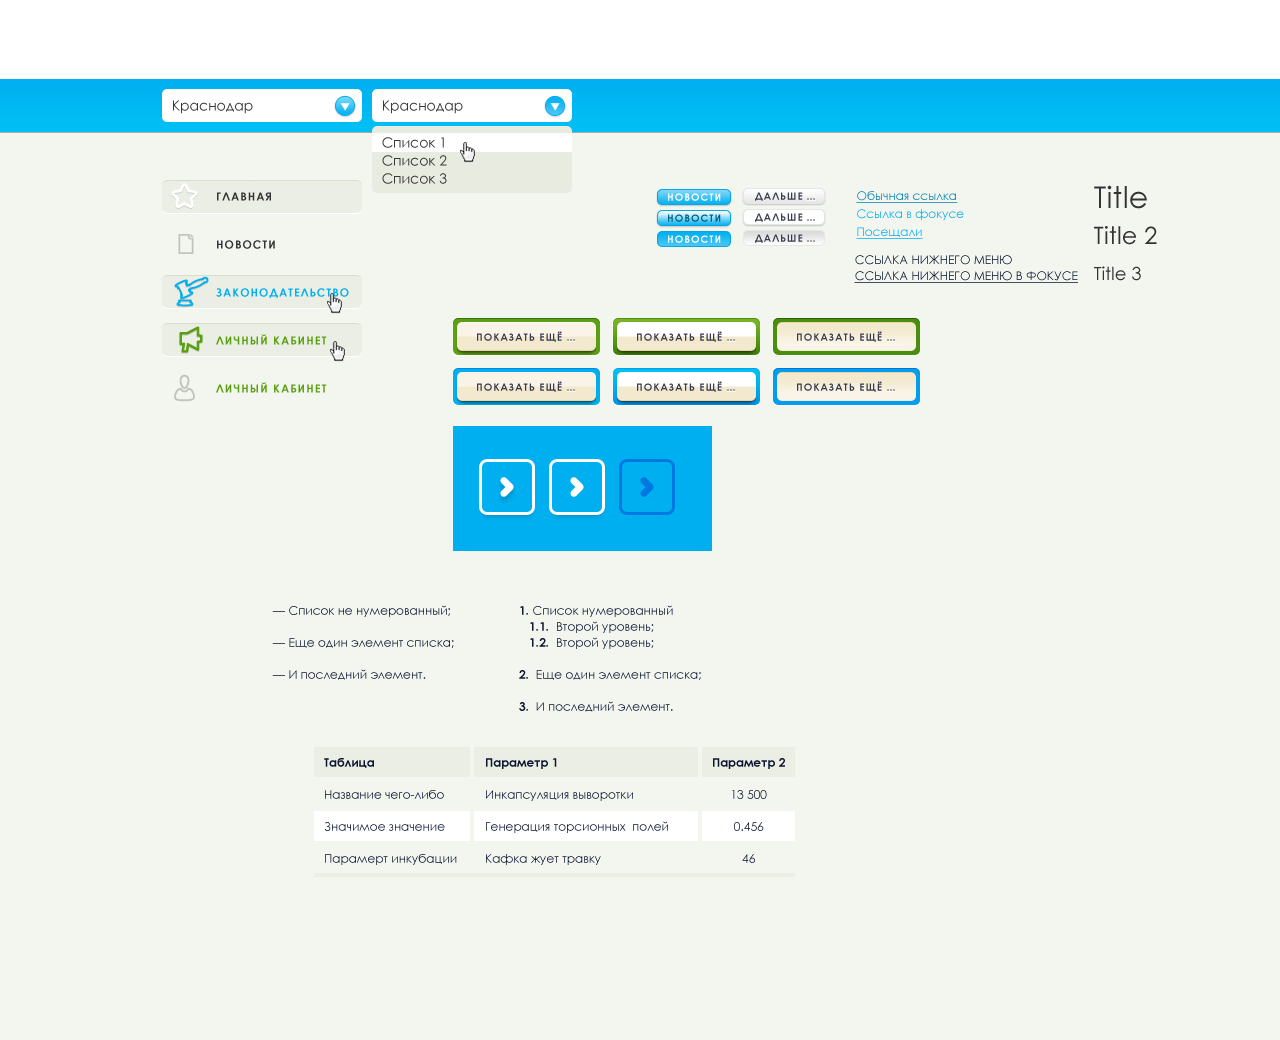 Краснодар
Краснодар
Список 1
Список 2
Список 3
ГЛАВНАЯ
НОВОСТИ
ЗАКОНОДАТЕЛЬСТВО
ЛИЧНЫЙ КАБИНЕТ
ЛИЧНЫЙ КАБИНЕТ
НОВОСТИ
ДАЛЬШЕ ...
НОВОСТИ
ДАЛЬШЕ ...
НОВОСТИ
ДАЛЬШЕ ...
Обычная ссылка
Ссылка в фокусе
Посещали
ССЫЛКА НИЖНЕГО МЕНЮ
ССЫЛКА НИЖНЕГО МЕНЮ В ФОКУСЕ
Title
Title 2
Title 3
ПОКАЗАТЬ ЕЩЁ ...
ПОКАЗАТЬ ЕЩЁ ...
ПОКАЗАТЬ ЕЩЁ ...
ПОКАЗАТЬ ЕЩЁ ...
ПОКАЗАТЬ ЕЩЁ ...
ПОКАЗАТЬ ЕЩЁ ...
— Список не нумерованный;
— Еще один элемент списка;
— И последний элемент.
1. Список нумерованный
1.1. Второй уровень;
1.2. Второй уровень;
2. Еще один элемент списка;
3. И последний элемент.
Таблица Параметр 1 Параметр 2
Название чего-либо Инкапсуляция выворотки 13 500
Значимое значение Генерация торсионных полей 0.456
Парамерт инкубации Кафка жует травку 46